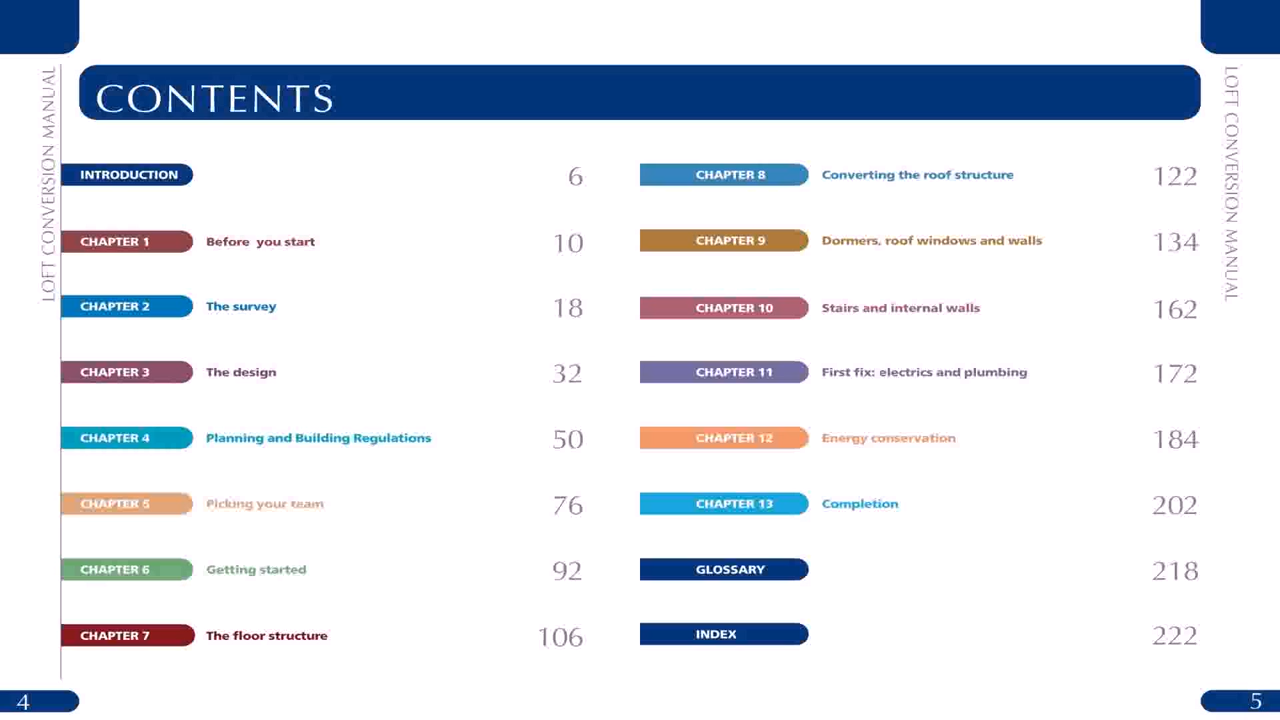 CONTENTS
LOFT CONVERSION MANUAL
INTRODUCTION 6
CHAPTER 1 Before you start 10
CHAPTER 2 The survey 18
CHAPTER 3 The design 32
CHAPTER 4 Planning and Building Regulations 50
CHAPTER 5 Picking your team 76
CHAPTER 6 Getting started 92
CHAPTER 7 The floor structure 106
4
CHAPTER 8 Converting the roof structure 122
CHAPTER 9 Dormers, roof windows and walls 134
CHAPTER 10 Stairs and internal walls 162
CHAPTER 11 First fix: electrics and plumbing 172
CHAPTER 12 Energy conservation 184
CHAPTER 13 Completion 202
GLOSSARY 218
INDEX 222
LOFT CONVERSION MANUAL
5